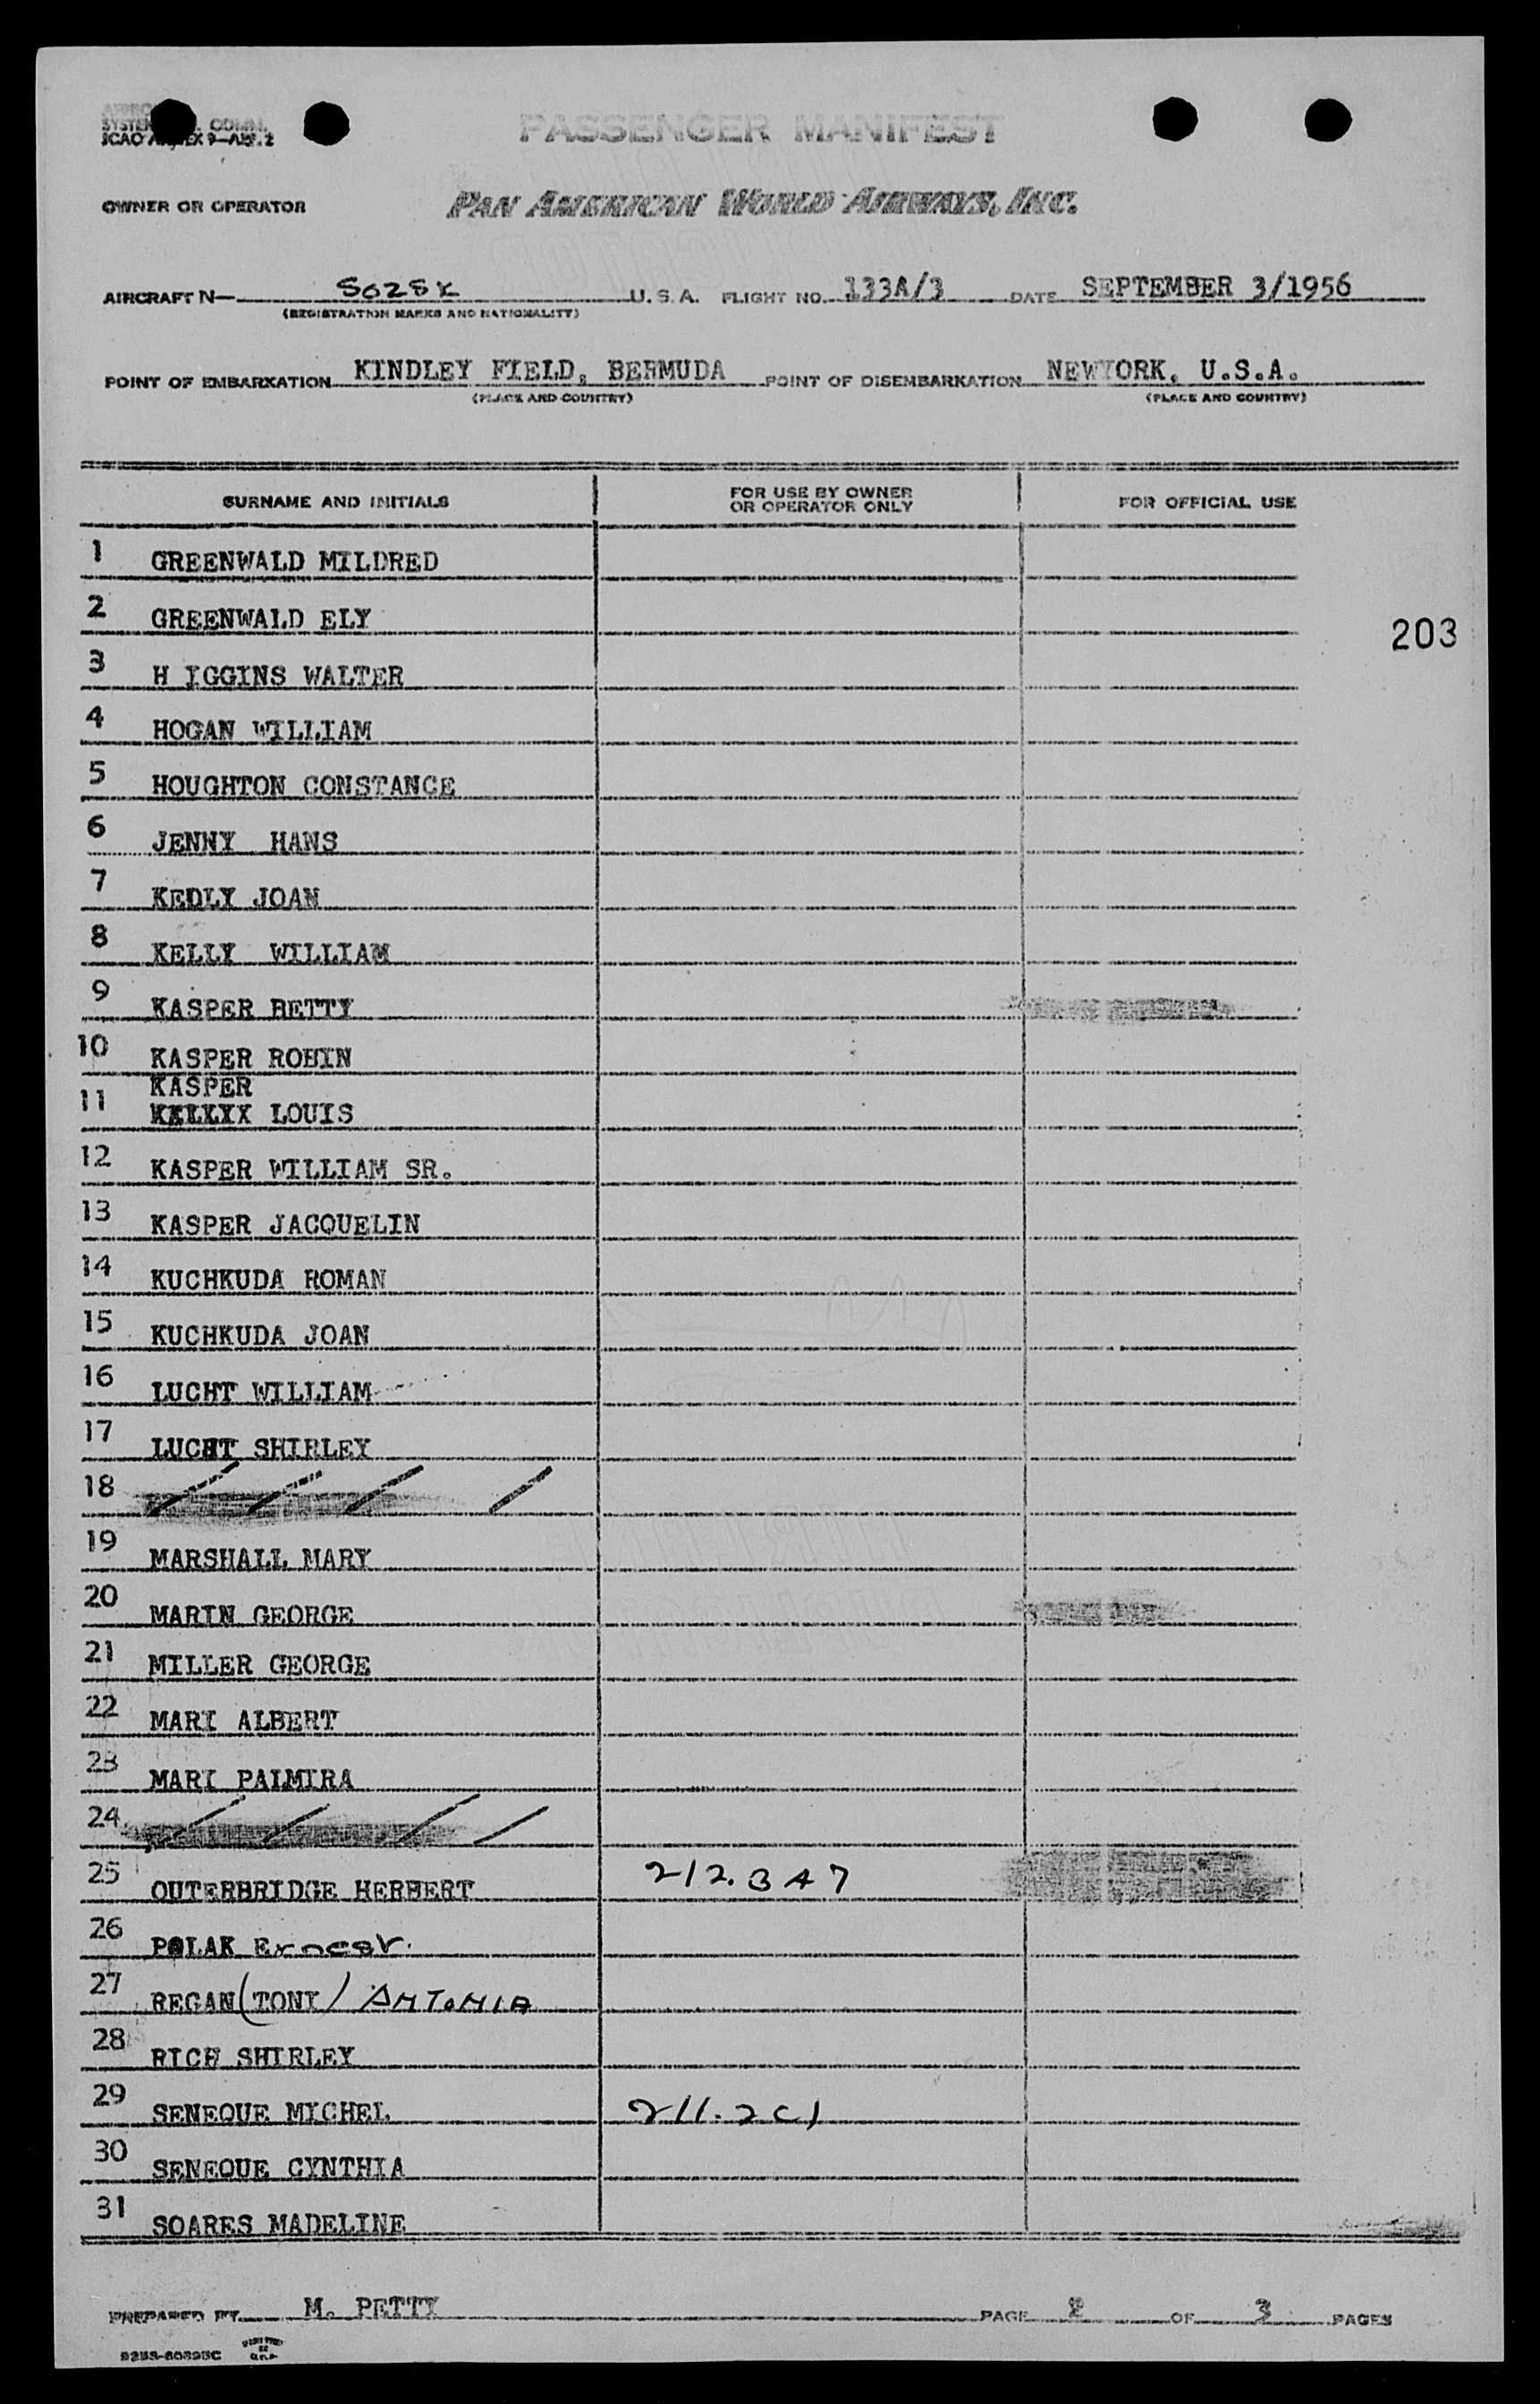 PASSENGER MANIFEST
OWNER OR OPERATOR PAN AMERICAN WORLD AIRWAYS, INC.
AIRCRAFT N— U.S.A. FLIGHT NO. 133A/3 DATE SEPTEMBER 3/1956
(REGISTRATION MARKS AND NATIONALITY)
POINT OF EMBARKATION KINDLEY FIELD, BERMUDA POINT OF DISEMBARKATION NEWYORK, U.S.A.
(PLACE AND COUNTRY) (PLACE AND COUNTRY)
SURNAME AND INITIALS FOR USE BY OWNER OR OPERATOR ONLY FOR OFFICIAL USE
1 GREENWALD MILDRED
2 GREENWALD ELY
203
3 H IGGINS WALTER
4 HOGAN WILLIAM
5 HOUGHTON CONSTANCE
6 JENNY HANS
7 KEDLY JOAN
8 KELLY WILLIAM
9 KASPER BETTY
10 KASPER ROBIN
KASPER
11 LOUIS
12 KASPER WILLIAM SR.
13 KASPER JACQUELIN
14 KUCHKUDA ROMAN
15 KUCHKUDA JOAN
16 LUCHT WILLIAM
17 LUCHT SHIRLEY
18
19 MARSHALL MARY
20 MARIN GEORGE
21 MILLER GEORGE
22 MARI ALBERT
23 MARI PALMIRA
24
25 OUTERBRIDGE HERBERT 212.347
26 POLAK Ernest.
27 REGAN (TONY) ANTONIA
28 RICH SHIRLEY
29 SENEQUE MICHEL
30 SENEQUE CYNTHIA
31 SOARES MADELINE
PREPARED BY M. PETTY PAGE 2 OF 3 PAGES